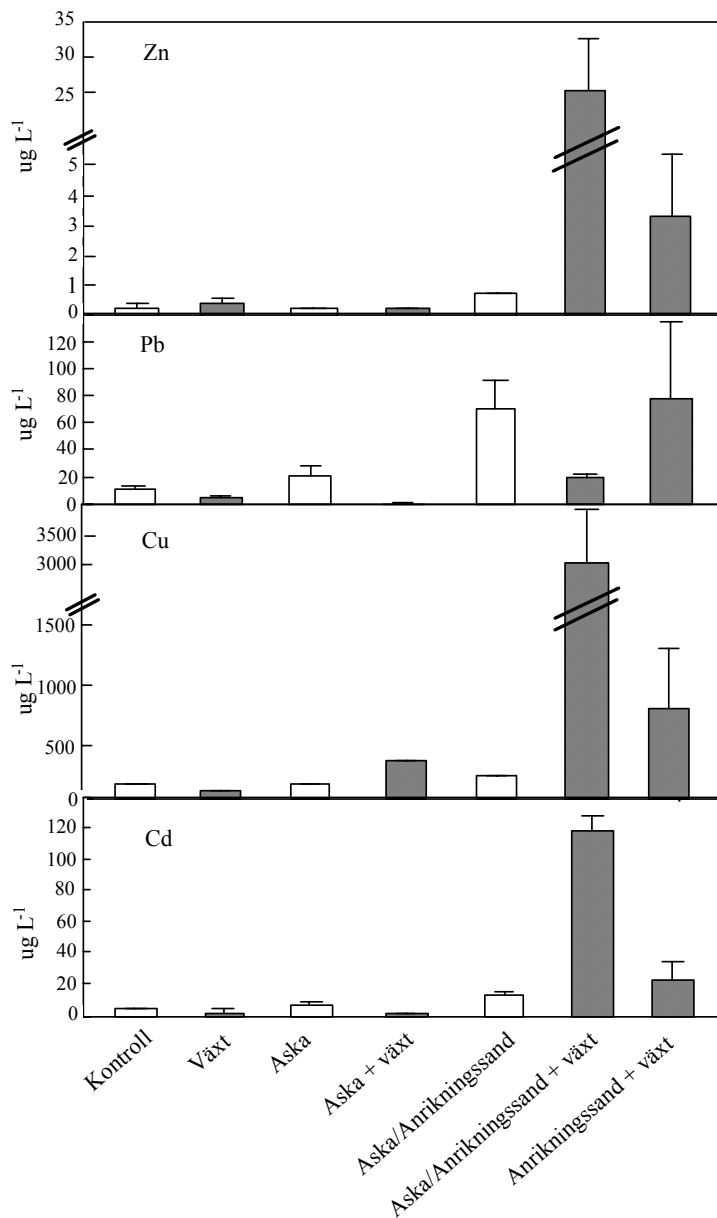 Zn
ug L-1
35
30
25
5
4
3
2
1
0
Pb
ug L-1
120
100
80
60
40
20
0
Cu
ug L-1
3500
3000
1500
1000
500
0
Cd
ug L-1
120
100
80
60
40
20
0
Kontroll
Växt
Aska
Aska + växt
Aska/Anrikningssand
Aska/Anrikningssand + växt
Anrikningssand + växt